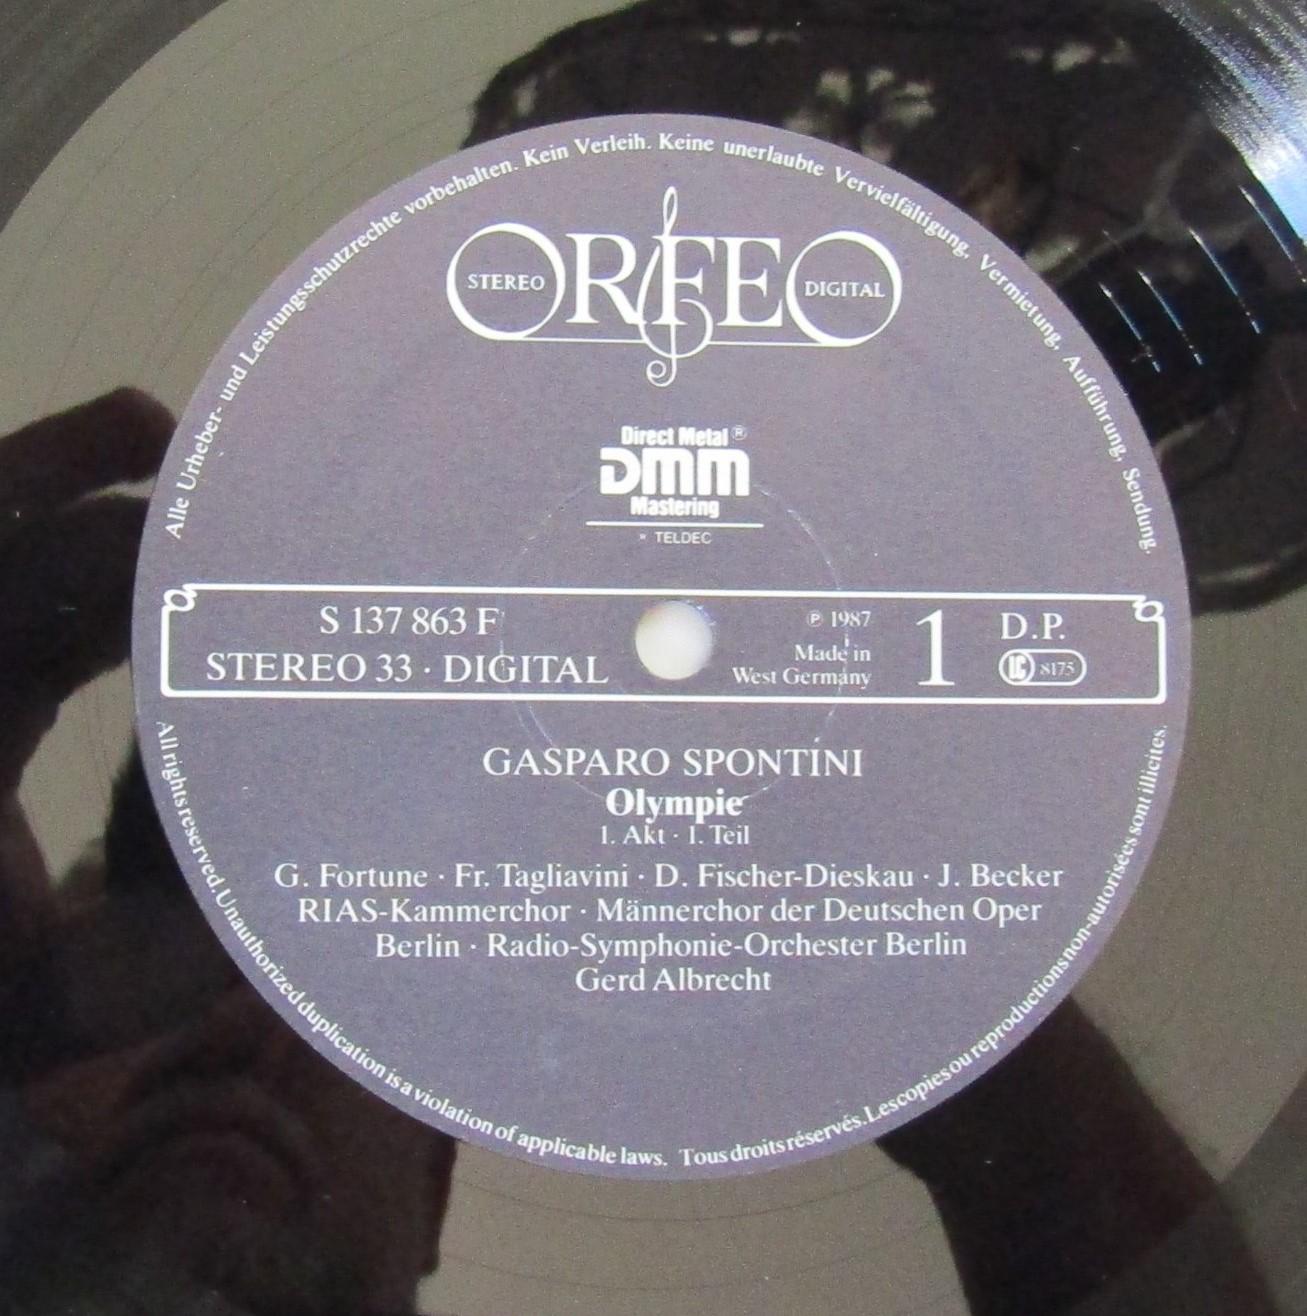 Alle Urheber- und Leistungsschutzrechte vorbehalten. Kein Verleih. Keine unerlaubte Vervielfältigung, Vermietung, Aufführung, Sendung.
ORFEO
STEREO
DIGITAL
Direct Metal ®
DMM
Mastering
TELDEC
S 137 863 F
STEREO 33 · DIGITAL
℗ 1987
Made in
West Germany
1
D.P.
LC 8175
GASPARO SPONTINI
Olympie
1. Akt · 1. Teil
G. Fortune · Fr. Tagliavini · D. Fischer-Dieskau · J. Becker
RIAS-Kammerchor · Männerchor der Deutschen Oper
Berlin · Radio-Symphonie-Orchester Berlin
Gerd Albrecht
All rights reserved. Unauthorized duplication is a violation of applicable laws. Tous droits réservés. Les copies ou reproductions non-autorisées sont illicites.